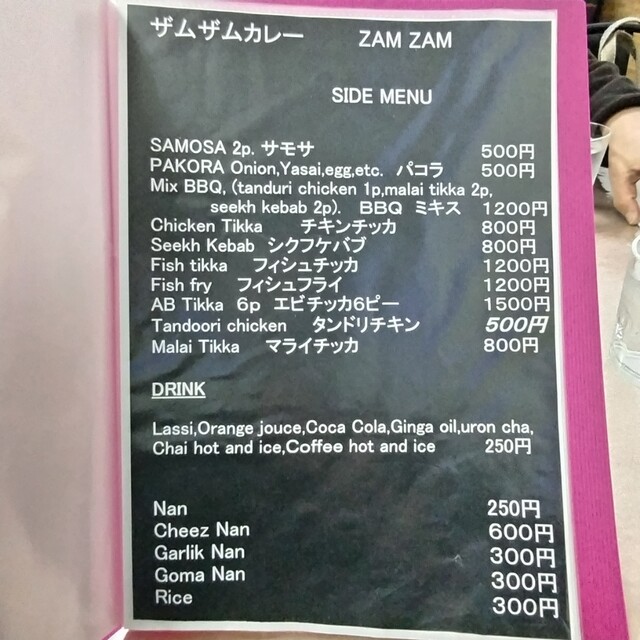 ザムザムカレー ZAM ZAM
SIDE MENU
SAMOSA 2p. サモサ 500円
PAKORA Onion,Yasai,egg,etc. パコラ 500円
Mix BBQ, (tanduri chicken 1p,malai tikka 2p,
seekh kebab 2p). BBQ ミキス 1200円
Chicken Tikka チキンチッカ 800円
Seekh Kebab シクフケバブ 800円
Fish tikka フィシュチッカ 1200円
Fish fry フィシュフライ 1200円
AB Tikka 6p エビチッカ6ピー 1500円
Tandoori chicken タンドリチキン 500円
Malai Tikka マライチッカ 800円
DRINK
Lassi,Orange jouce,Coca Cola,Ginga oil,uron cha,
Chai hot and ice,Coffee hot and ice 250円
Nan 250円
Cheez Nan 600円
Garlik Nan 300円
Goma Nan 300円
Rice 300円